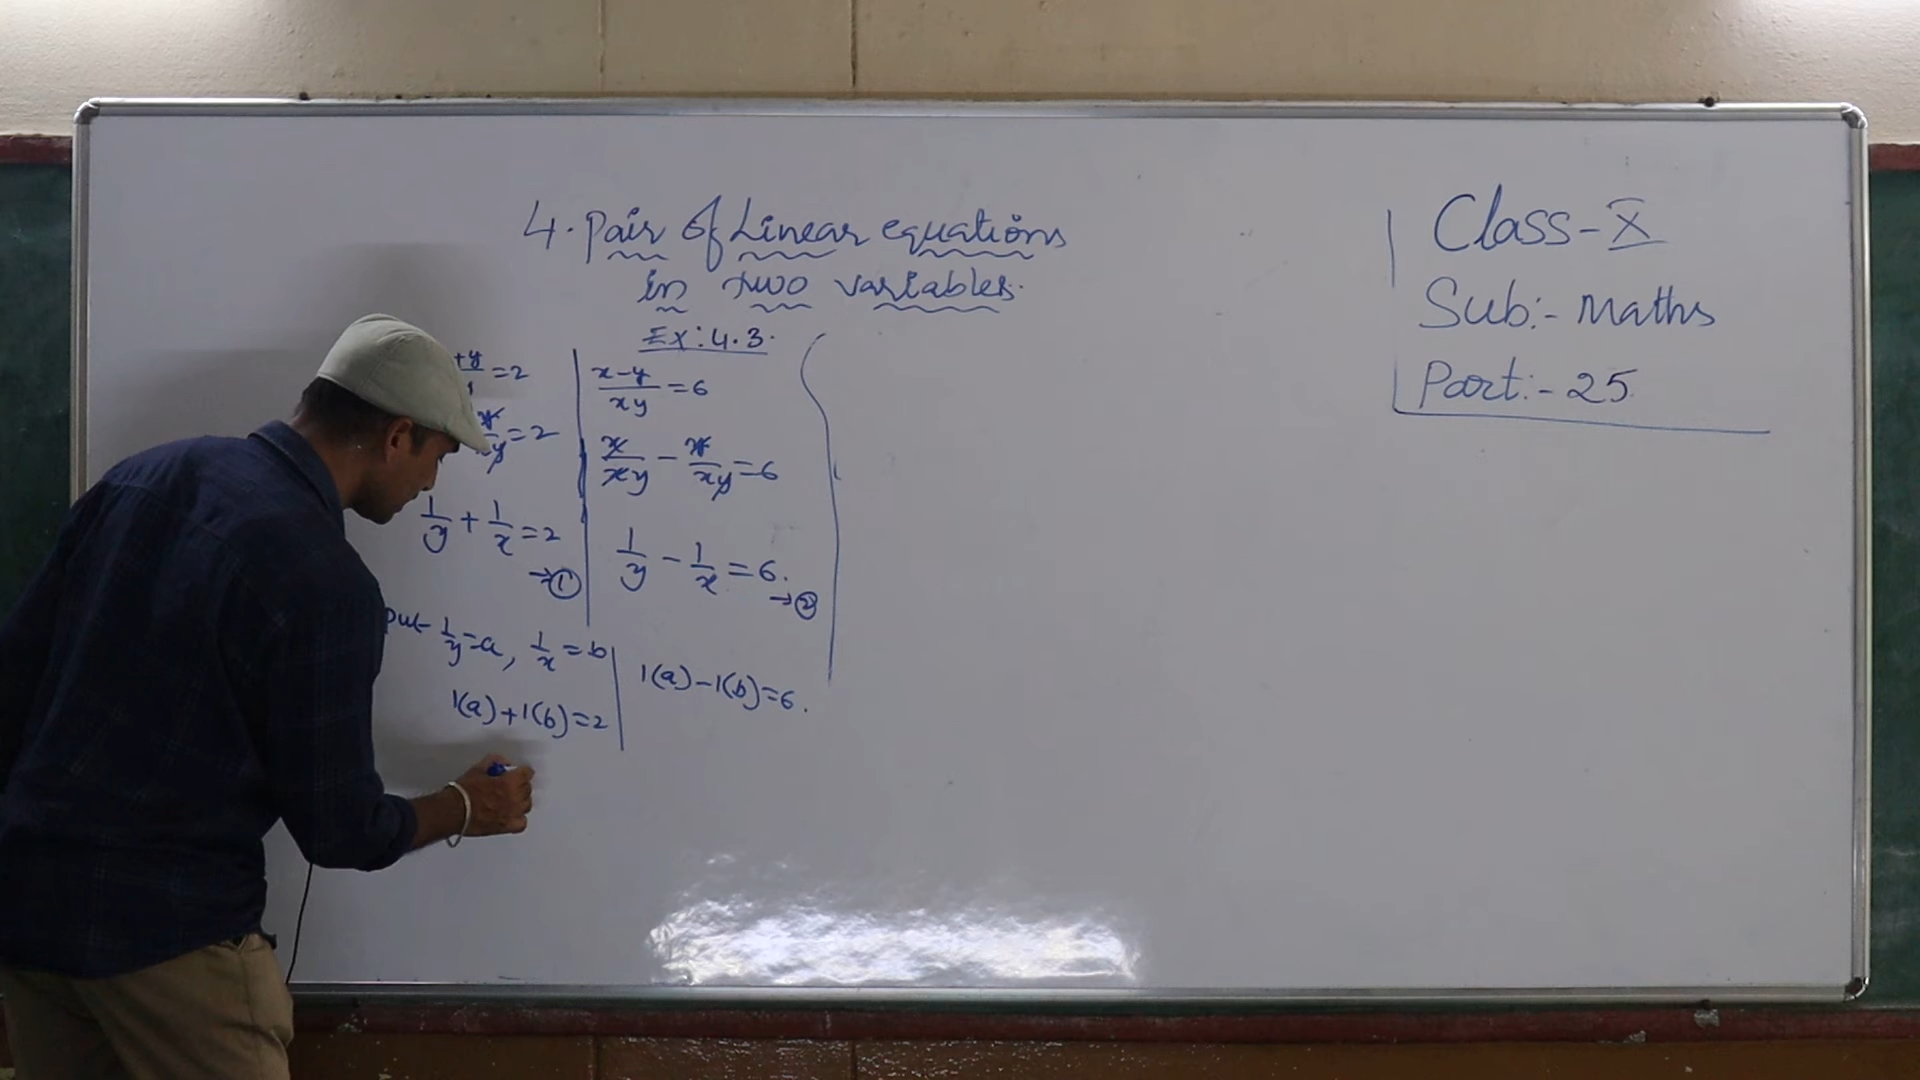 4. Pair of Linear equations
in two variables.
Ex: 4.3.
Class-X
Sub:- Maths
Part:- 25.
+y/ =2
y/xy=2
1/y + 1/x = 2
→①
x-y/xy = 6
x/xy - y/xy = 6
1/y - 1/x = 6.
→②
put 1/y=a, 1/x=b
1(a)+1(b)=2
1(a)-1(b)=6.